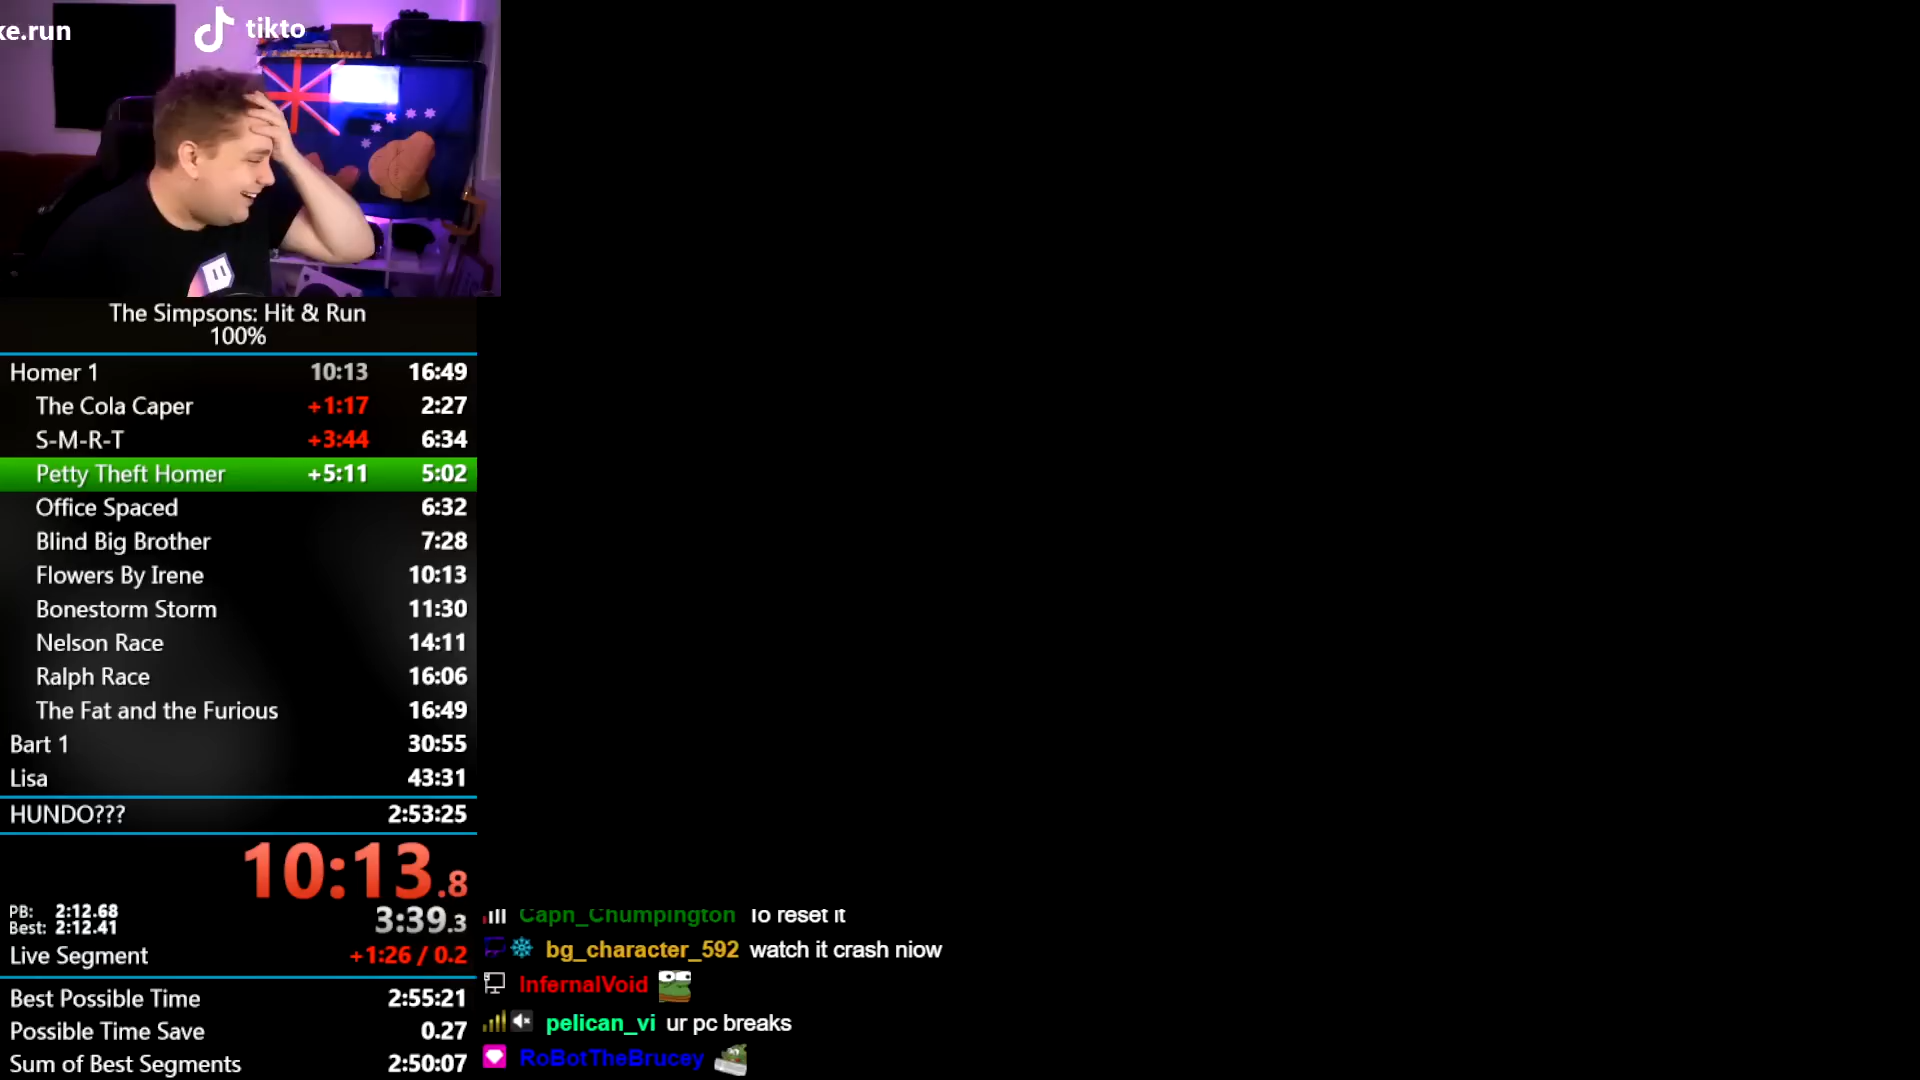 ke.run
tikto
The Simpsons: Hit & Run
100%
Homer 1 10:13 16:49
The Cola Caper +1:17 2:27
S-M-R-T +3:44 6:34
Petty Theft Homer +5:11 5:02
Office Spaced 6:32
Blind Big Brother 7:28
Flowers By Irene 10:13
Bonestorm Storm 11:30
Nelson Race 14:11
Ralph Race 16:06
The Fat and the Furious 16:49
Bart 1 30:55
Lisa 43:31
HUNDO??? 2:53:25
10:13.8
PB: 2:12.68
Best: 2:12.41
3:39.3
Live Segment +1:26 / 0.2
Best Possible Time 2:55:21
Possible Time Save 0.27
Sum of Best Segments 2:50:07
Capn_Chumpington To reset it
bg_character_592 watch it crash niow
InfernalVoid
pelican_vi ur pc breaks
RoBotTheBrucey